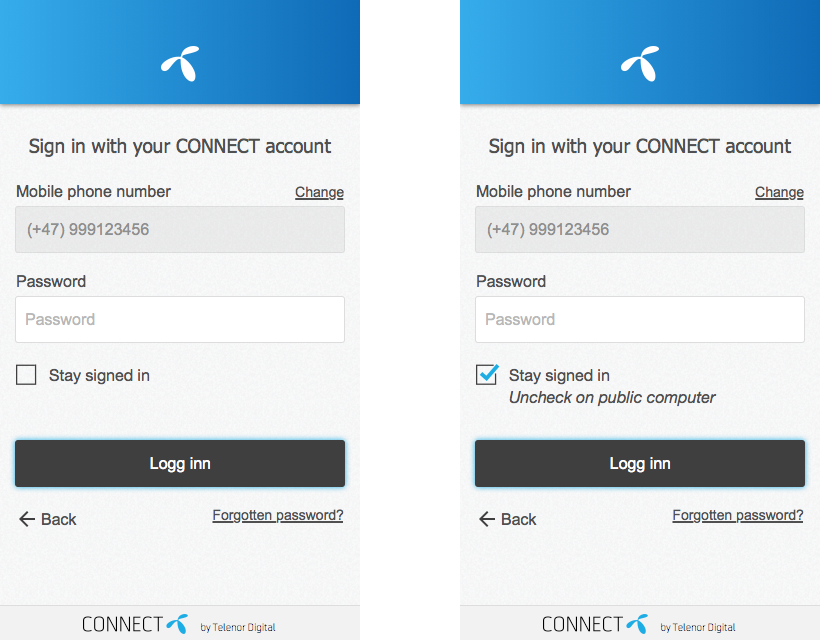 Sign in with your CONNECT account
Mobile phone number Change
(+47) 999123456
Password
Password
Stay signed in
Logg inn
Back Forgotten password?
CONNECT by Telenor Digital
Sign in with your CONNECT account
Mobile phone number Change
(+47) 999123456
Password
Password
Stay signed in
Uncheck on public computer
Logg inn
Back Forgotten password?
CONNECT by Telenor Digital